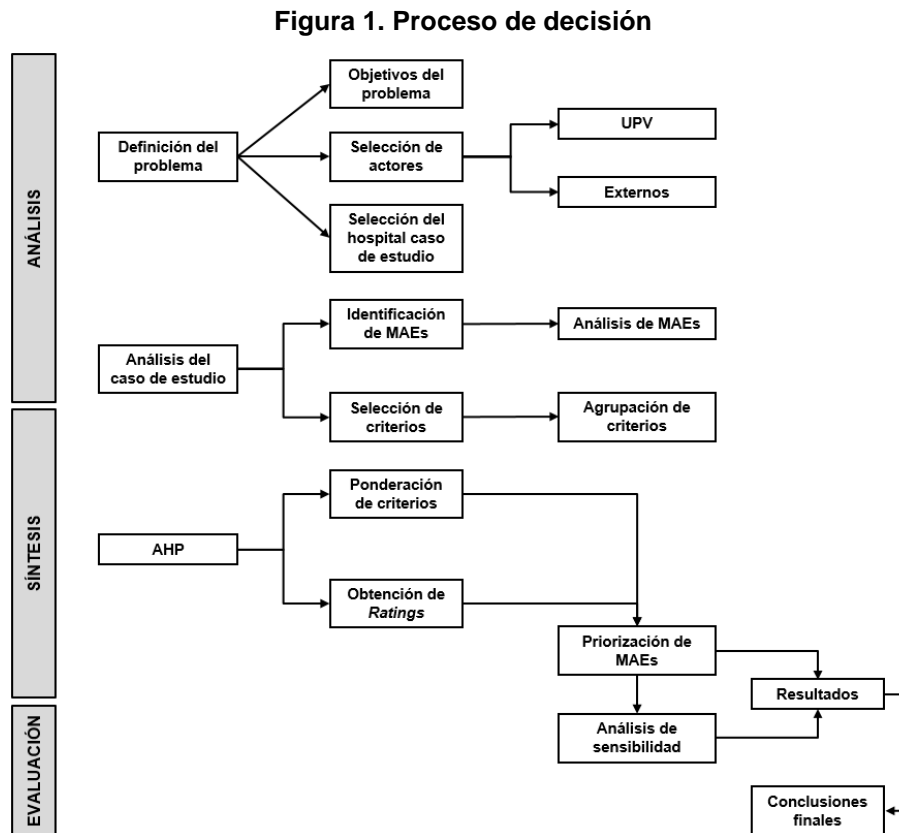 Figura 1. Proceso de decisión
ANÁLISIS
Definición del
problema
Objetivos del
problema
Selección de
actores
UPV
Externos
Selección del
hospital caso
de estudio
Análisis del
caso de estudio
Identificación
de MAEs
Análisis de MAEs
Selección de
criterios
Agrupación de
criterios
SÍNTESIS
AHP
Ponderación
de criterios
Obtención de
Ratings
Priorización de
MAEs
Resultados
EVALUACIÓN
Análisis de
sensibilidad
Conclusiones
finales